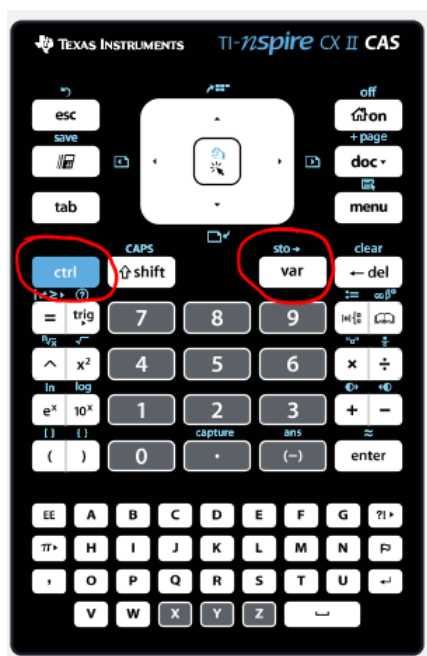 TEXAS INSTRUMENTS TI-nspire CX II CAS
off
esc on
save +page
doc
tab menu
CAPS sto→ clear
ctrl ⇧shift var ← del
:= ∞β°
= trig 7 8 9
ⁿ√x √
^ x² 4 5 6 × ÷
ln log
eˣ 10ˣ 1 2 3 + −
[ ] { } capture ans ≈
( ) 0 . (−) enter
EE A B C D E F G ?!▸
π▸ H I J K L M N
, O P Q R S T U ↵
V W X Y Z